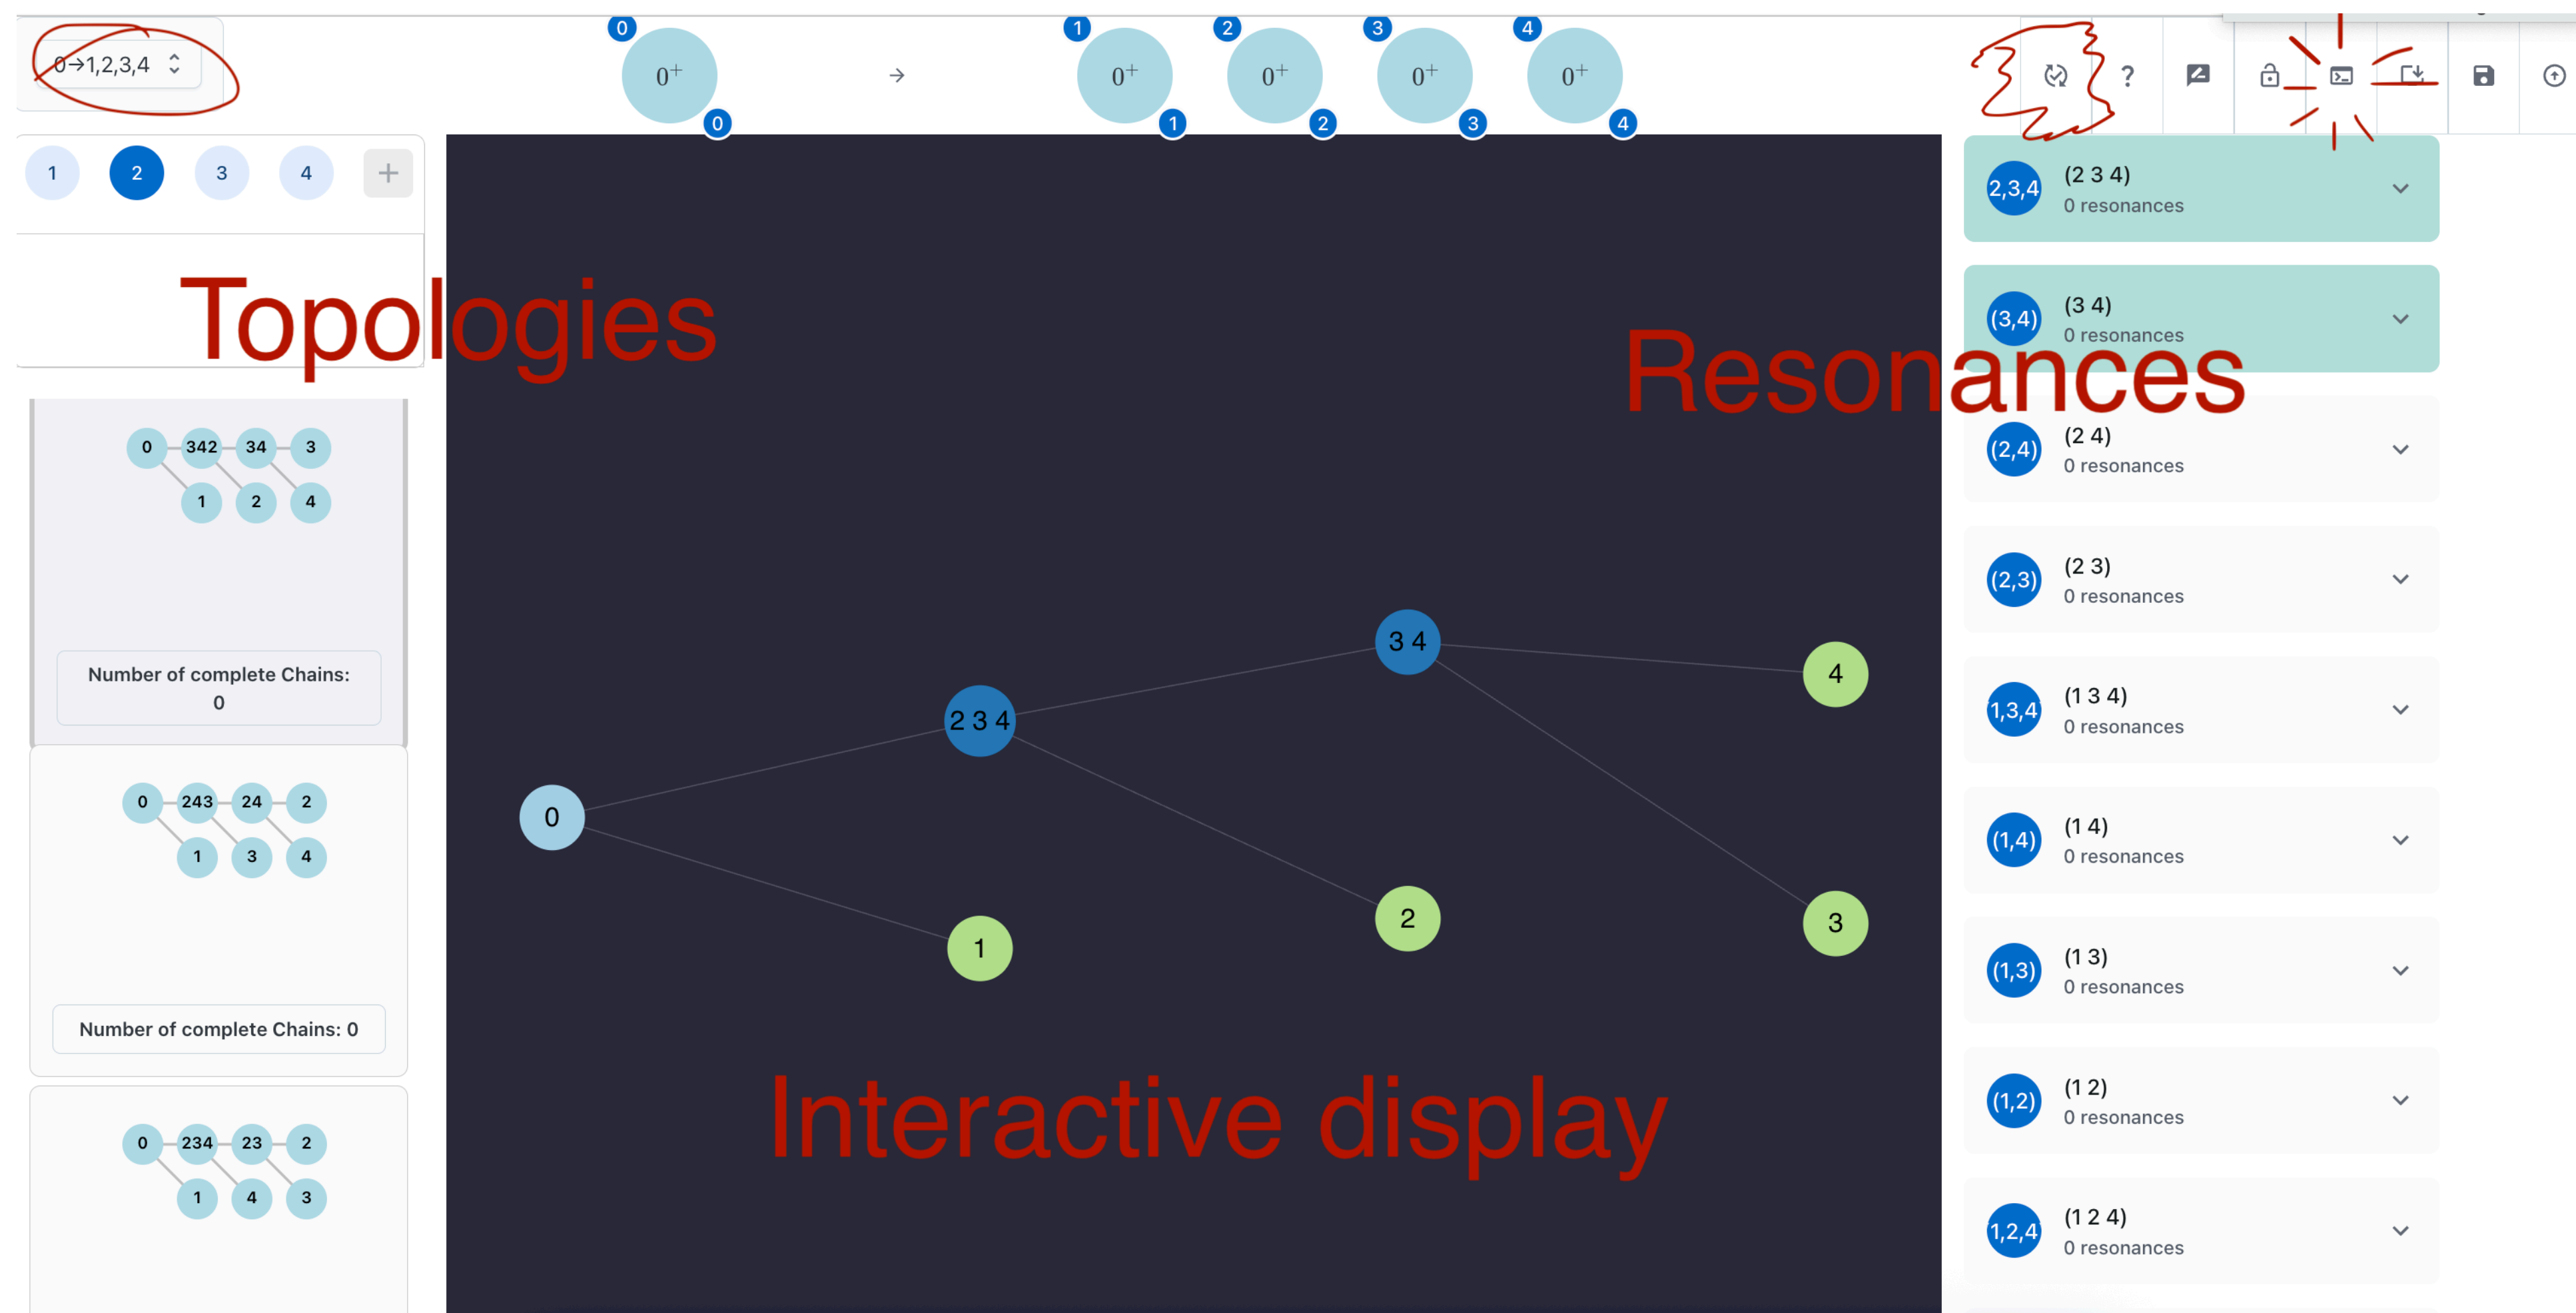 0→1,2,3,4
0
0⁺
0
→
1
0⁺
1
2
0⁺
2
3
0⁺
3
4
0⁺
4
?
1 2 3 4 +
Topologies
0 342 34 3
1 2 4
Number of complete Chains:
0
0 243 24 2
1 3 4
Number of complete Chains: 0
0 234 23 2
1 4 3
3 4
4
2 3 4
0
2
3
1
Interactive display
Resonances
2,3,4 (2 3 4)
0 resonances
(3,4) (3 4)
0 resonances
(2,4) (2 4)
0 resonances
(2,3) (2 3)
0 resonances
1,3,4 (1 3 4)
0 resonances
(1,4) (1 4)
0 resonances
(1,3) (1 3)
0 resonances
(1,2) (1 2)
0 resonances
1,2,4 (1 2 4)
0 resonances